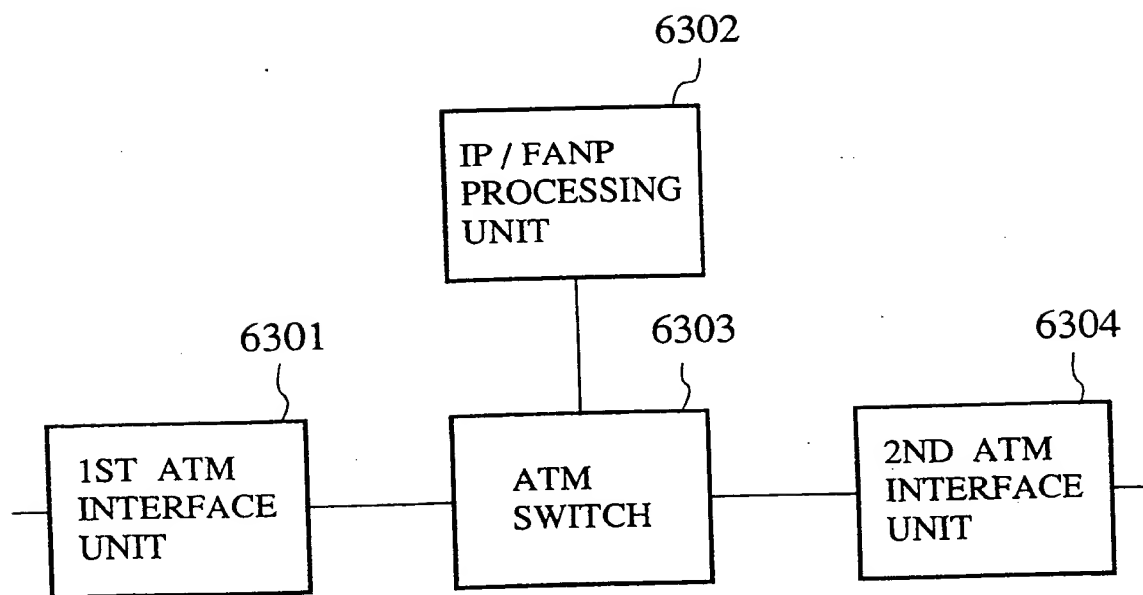 6302
IP / FANP
PROCESSING
UNIT
6301
6303
6304
1ST ATM
INTERFACE
UNIT
ATM
SWITCH
2ND ATM
INTERFACE
UNIT